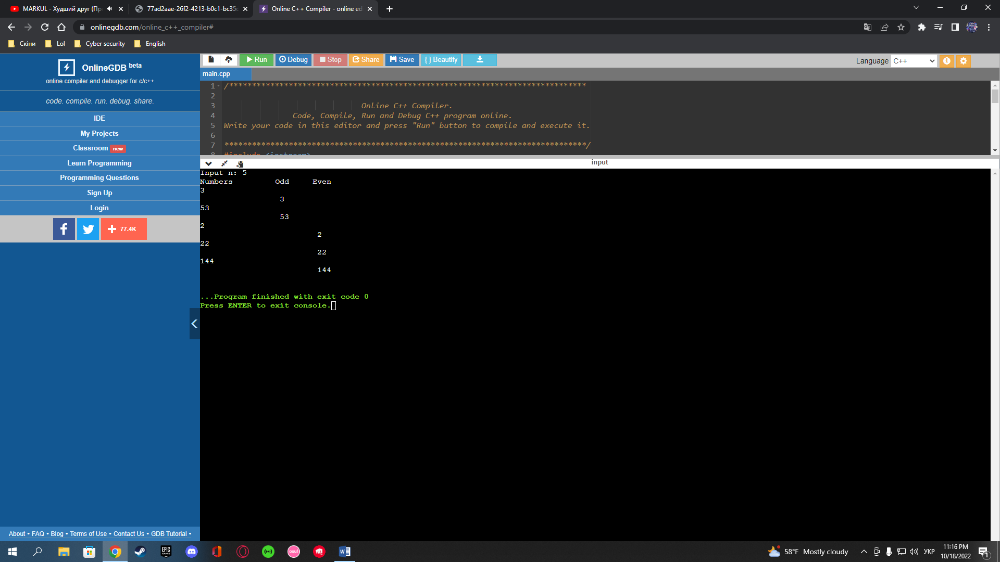 MARKUL - Худший друг (Пр
77ad2aae-26f2-4213-b0c1-bc35c
Online C++ Compiler - online ed
onlinegdb.com/online_c++_compiler#
Скіни
Lol
Cyber security
English
OnlineGDB beta
online compiler and debugger for c/c++
code. compile. run. debug. share.
IDE
My Projects
Classroom new
Learn Programming
Programming Questions
Sign Up
Login
77.4K
About • FAQ • Blog • Terms of Use • Contact Us • GDB Tutorial •
Run
Debug
Stop
Share
Save
{ } Beautify
Language C++
main.cpp
1 /******************************************************************************
2
3 Online C++ Compiler.
4 Code, Compile, Run and Debug C++ program online.
5 Write your code in this editor and press "Run" button to compile and execute it.
6
7 *******************************************************************************/
8 #include <iostream>
input
Input n: 5
Numbers Odd Even
3
3
53
53
2
2
22
22
144
144
...Program finished with exit code 0
Press ENTER to exit console.
EPIC GAMES
osu!
W
58°F Mostly cloudy
УКР
11:16 PM
10/18/2022
1